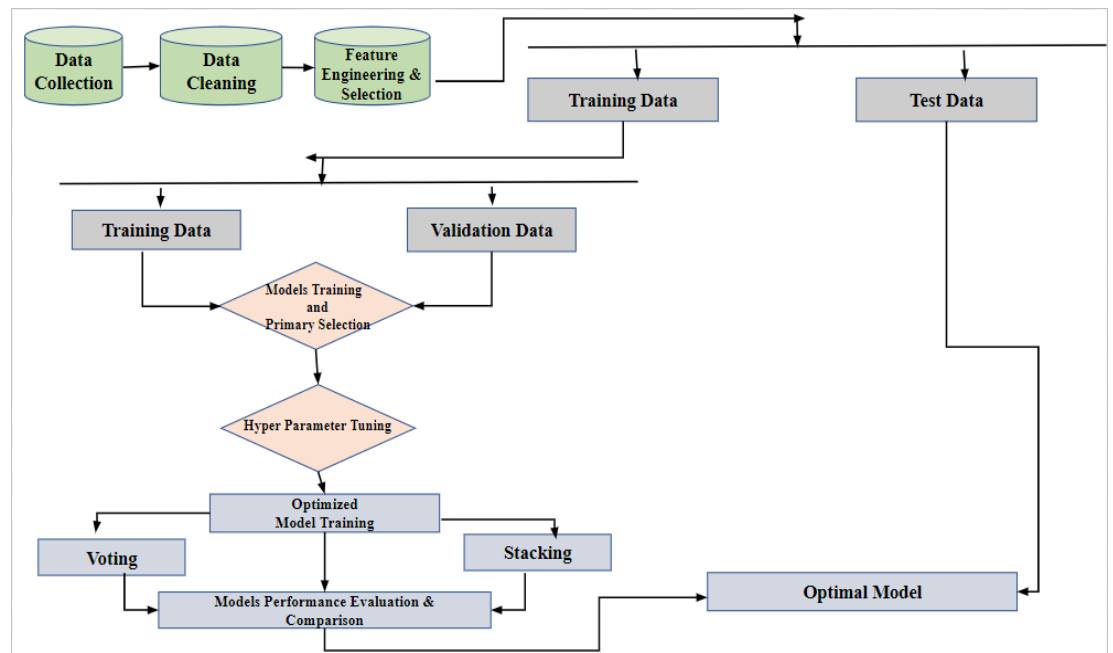 Data
Collection
Data
Cleaning
Feature
Engineering &
Selection
Training Data
Test Data
Training Data
Validation Data
Models Training
and
Primary Selection
Hyper Parameter Tuning
Optimized
Model Training
Voting
Stacking
Models Performance Evaluation &
Comparison
Optimal Model